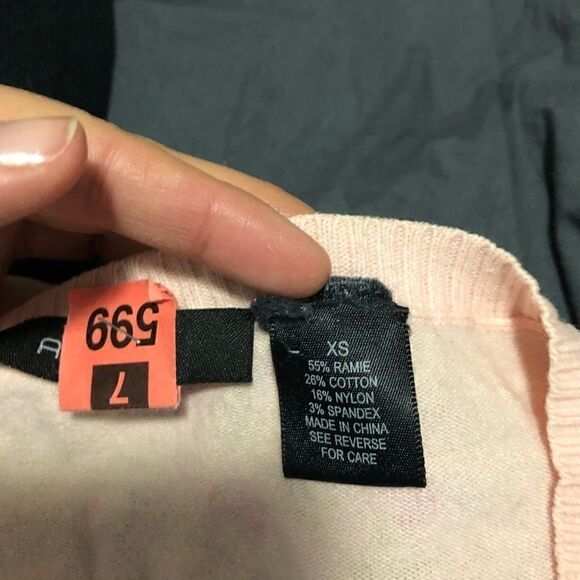 599
7
XS
55% RAMIE
26% COTTON
16% NYLON
3% SPANDEX
MADE IN CHINA
SEE REVERSE
FOR CARE